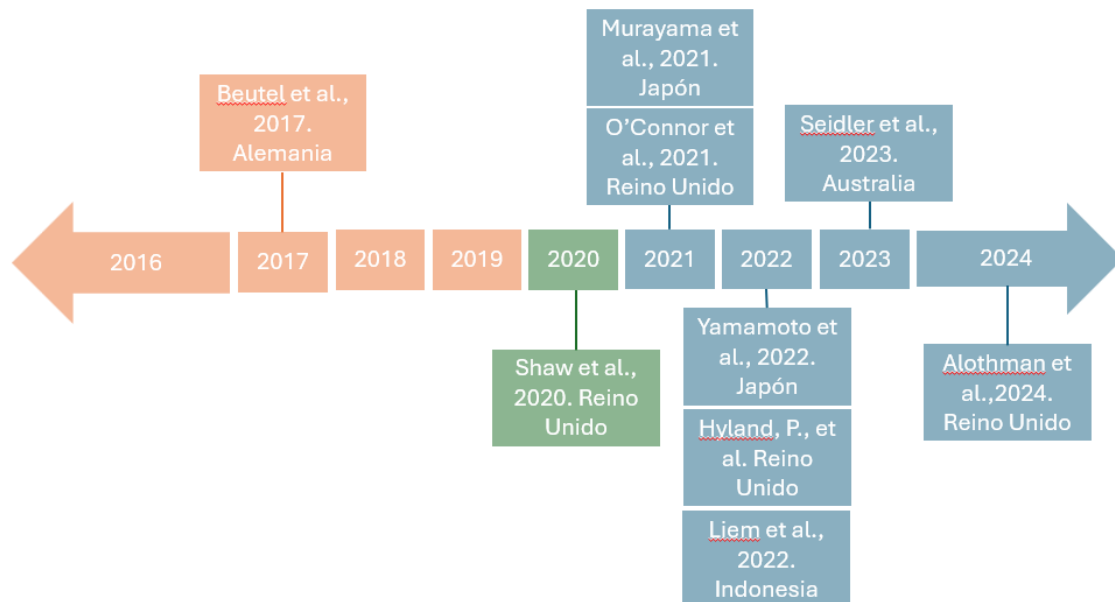 Murayama et
al., 2021.
Japón
Beutel et al.,
2017.
Alemania
O’Connor et
al., 2021.
Reino Unido
Seidler et al.,
2023.
Australia
2016
2017
2018
2019
2020
2021
2022
2023
2024
Shaw et al.,
2020. Reino
Unido
Yamamoto et
al., 2022.
Japón
Hyland, P., et
al. Reino
Unido
Liem et al.,
2022.
Indonesia
Alothman et
al.,2024.
Reino Unido